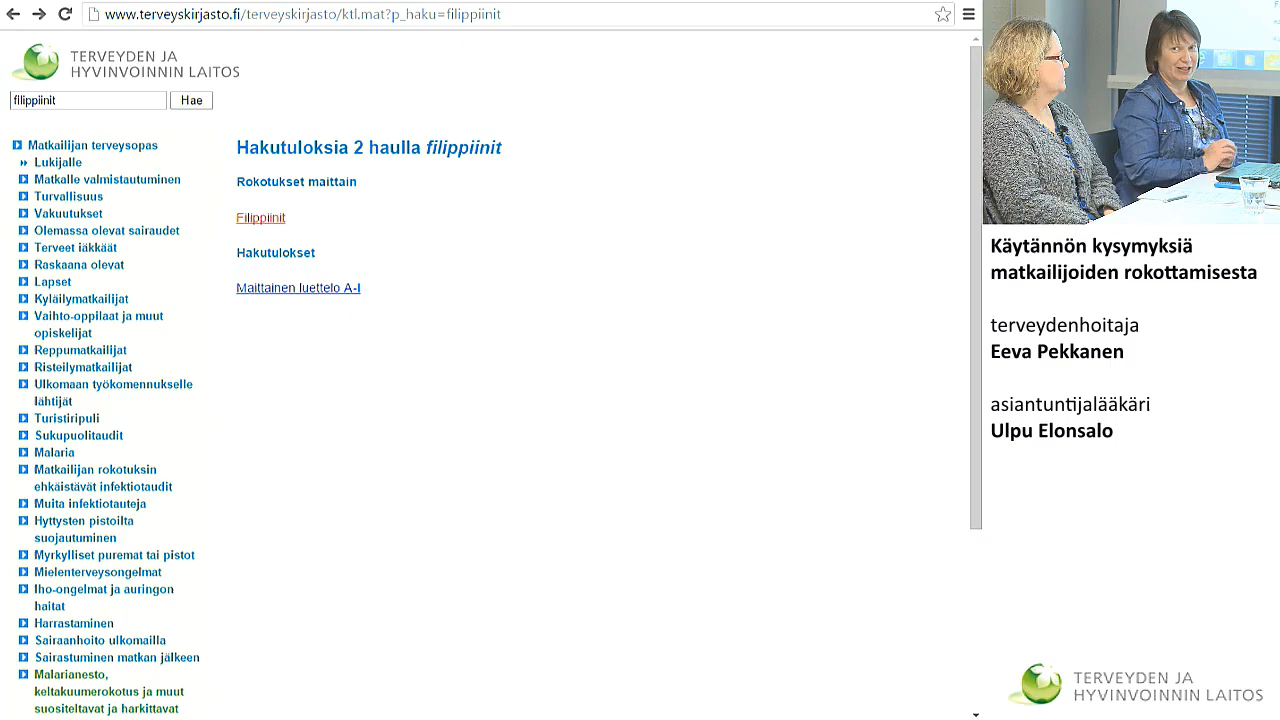 www.terveyskirjasto.fi/terveyskirjasto/ktl.mat?p_haku=filippiinit
TERVEYDEN JA
HYVINVOINNIN LAITOS
filippiinit
Hae
Matkailijan terveysopas
Lukijalle
Matkalle valmistautuminen
Turvallisuus
Vakuutukset
Olemassa olevat sairaudet
Terveet iäkkäät
Raskaana olevat
Lapset
Kyläilymatkailijat
Vaihto-oppilaat ja muut
opiskelijat
Reppumatkailijat
Risteilymatkailijat
Ulkomaan työkomennukselle
lähtijät
Turistiripuli
Sukupuolitaudit
Malaria
Matkailijan rokotuksin
ehkäistävät infektiotaudit
Muita infektiotauteja
Hyttysten pistoilta
suojautuminen
Myrkylliset puremat tai pistot
Mielenterveysongelmat
Iho-ongelmat ja auringon
haitat
Harrastaminen
Sairaanhoito ulkomailla
Sairastuminen matkan jälkeen
Malarianesto,
keltakuumerokotus ja muut
suositeltavat ja harkittavat
Hakutuloksia 2 haulla filippiinit
Rokotukset maittain
Filippiinit
Hakutulokset
Maittainen luettelo A-I
Käytännön kysymyksiä
matkailijoiden rokottamisesta
terveydenhoitaja
Eeva Pekkanen
asiantuntijalääkäri
Ulpu Elonsalo
TERVEYDEN JA
HYVINVOINNIN LAITOS